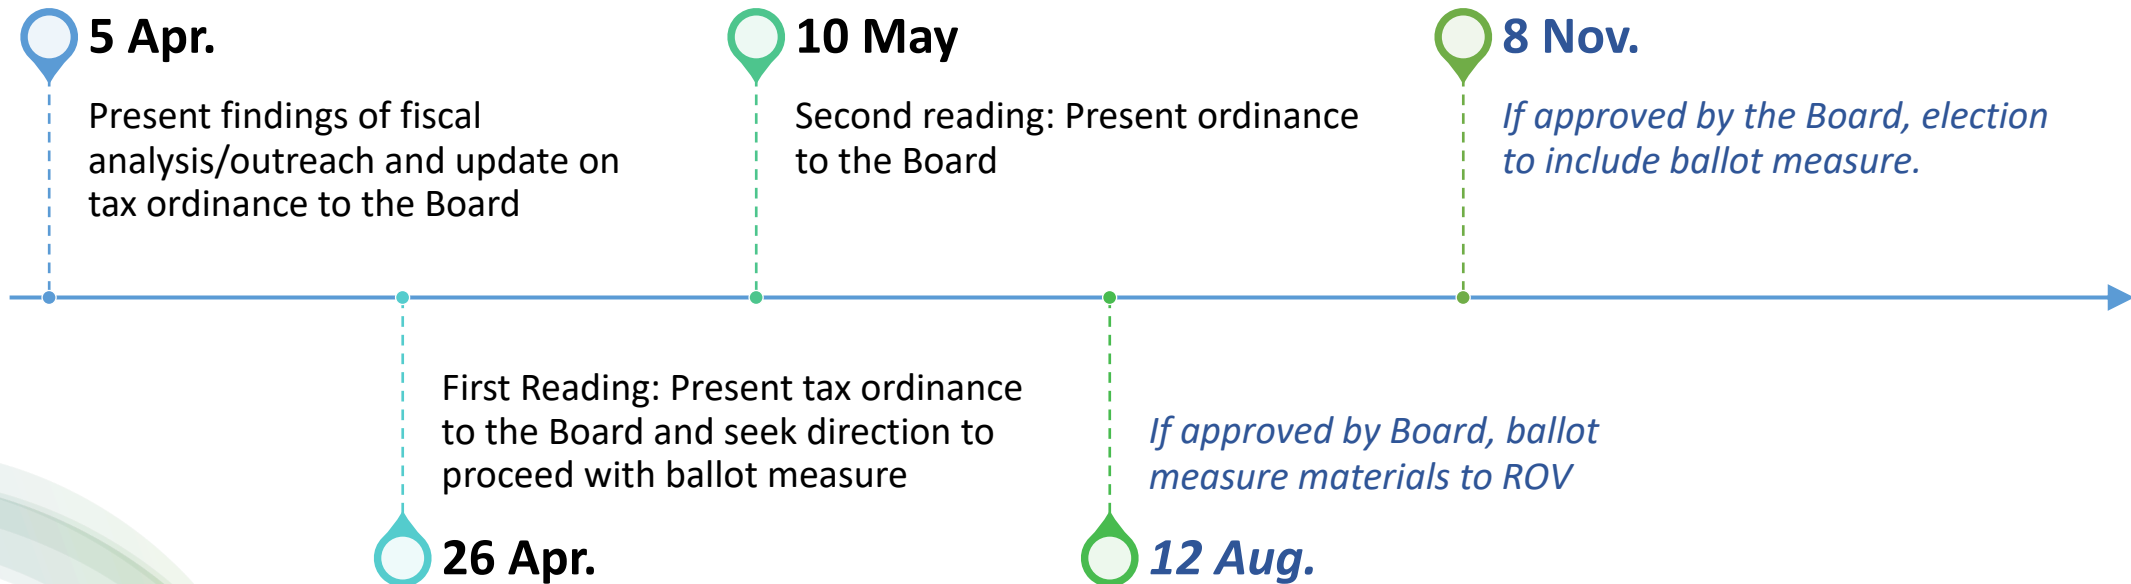 5 Apr.
Present findings of fiscal
analysis/outreach and update on
tax ordinance to the Board
26 Apr.
First Reading: Present tax ordinance
to the Board and seek direction to
proceed with ballot measure
10 May
Second reading: Present ordinance
to the Board
12 Aug.
If approved by Board, ballot
measure materials to ROV
8 Nov.
If approved by the Board, election
to include ballot measure.